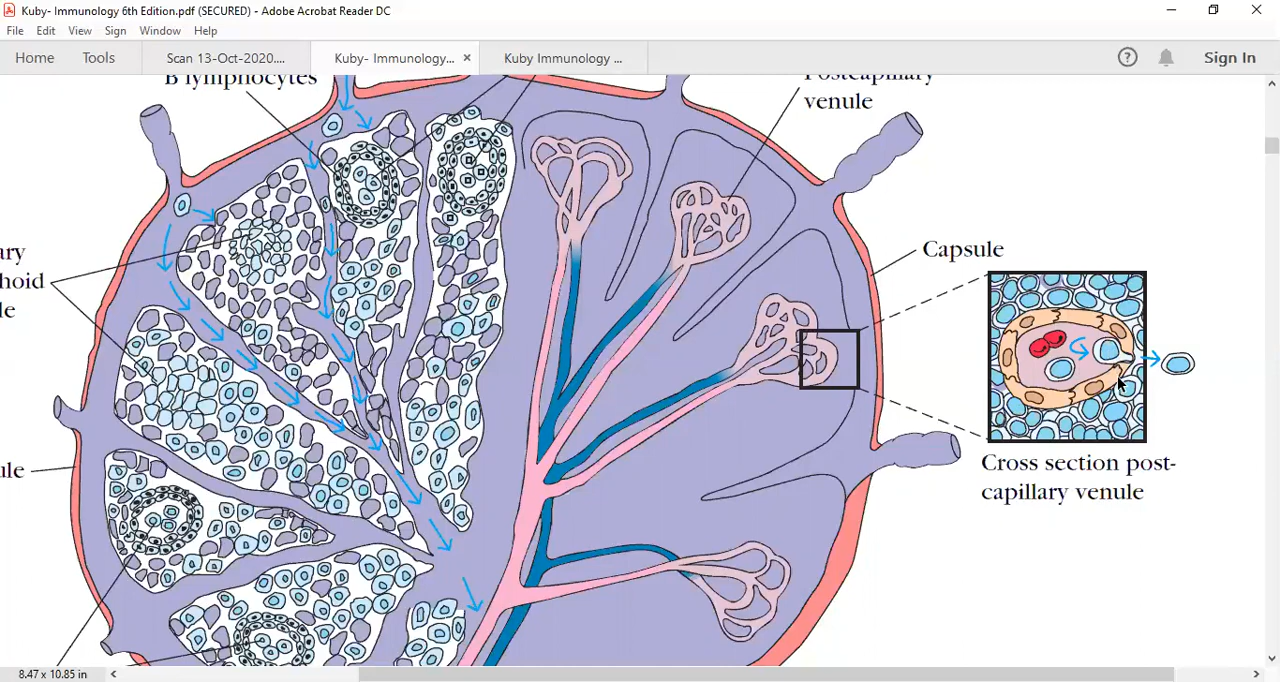 Kuby- Immunology 6th Edition.pdf (SECURED) - Adobe Acrobat Reader DC
File Edit View Sign Window Help
Home Tools Scan 13-Oct-2020.... Kuby- Immunology... × Kuby Immunology ... ? Sign In
B lymphocytes
Postcapillary
venule
ary
hoid
le
Capsule
ule
Cross section post-
capillary venule
8.47 x 10.85 in